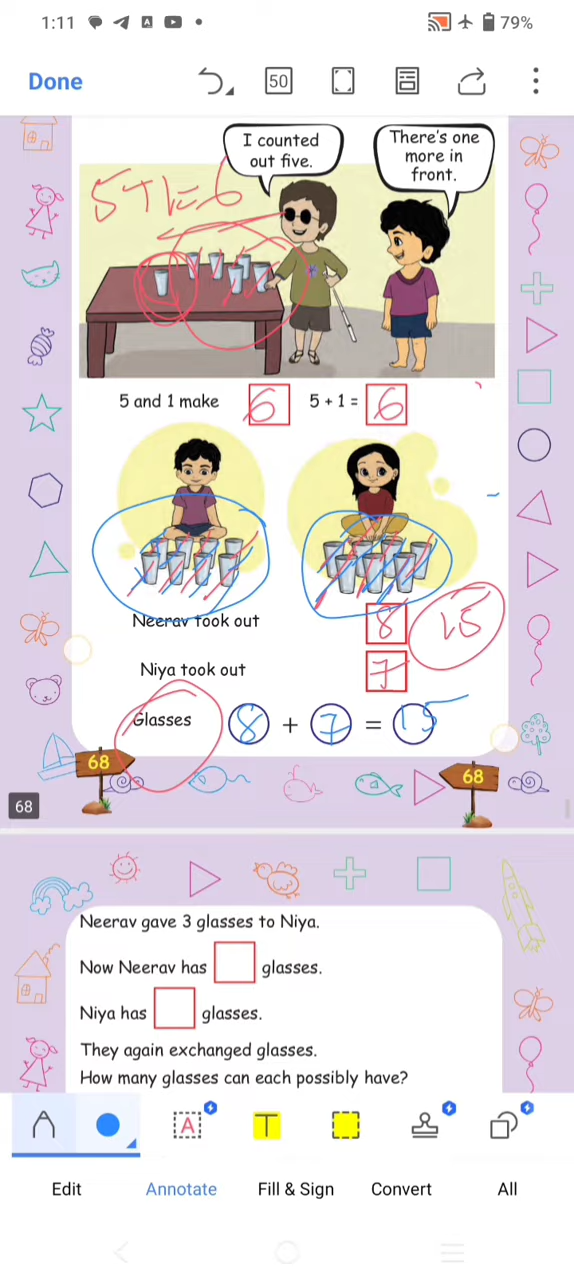 1:11
79%
Done
50
I counted
out five.
There's one
more in
front.
5+1=6
5 and 1 make 6 5 + 1 = 6
Neerav took out 8
15
Niya took out 7
Glasses 8 + 7 = 15
68
68
68
Neerav gave 3 glasses to Niya.
Now Neerav has glasses.
Niya has glasses.
They again exchanged glasses.
How many glasses can each possibly have?
A
T
Edit
Annotate
Fill & Sign
Convert
All